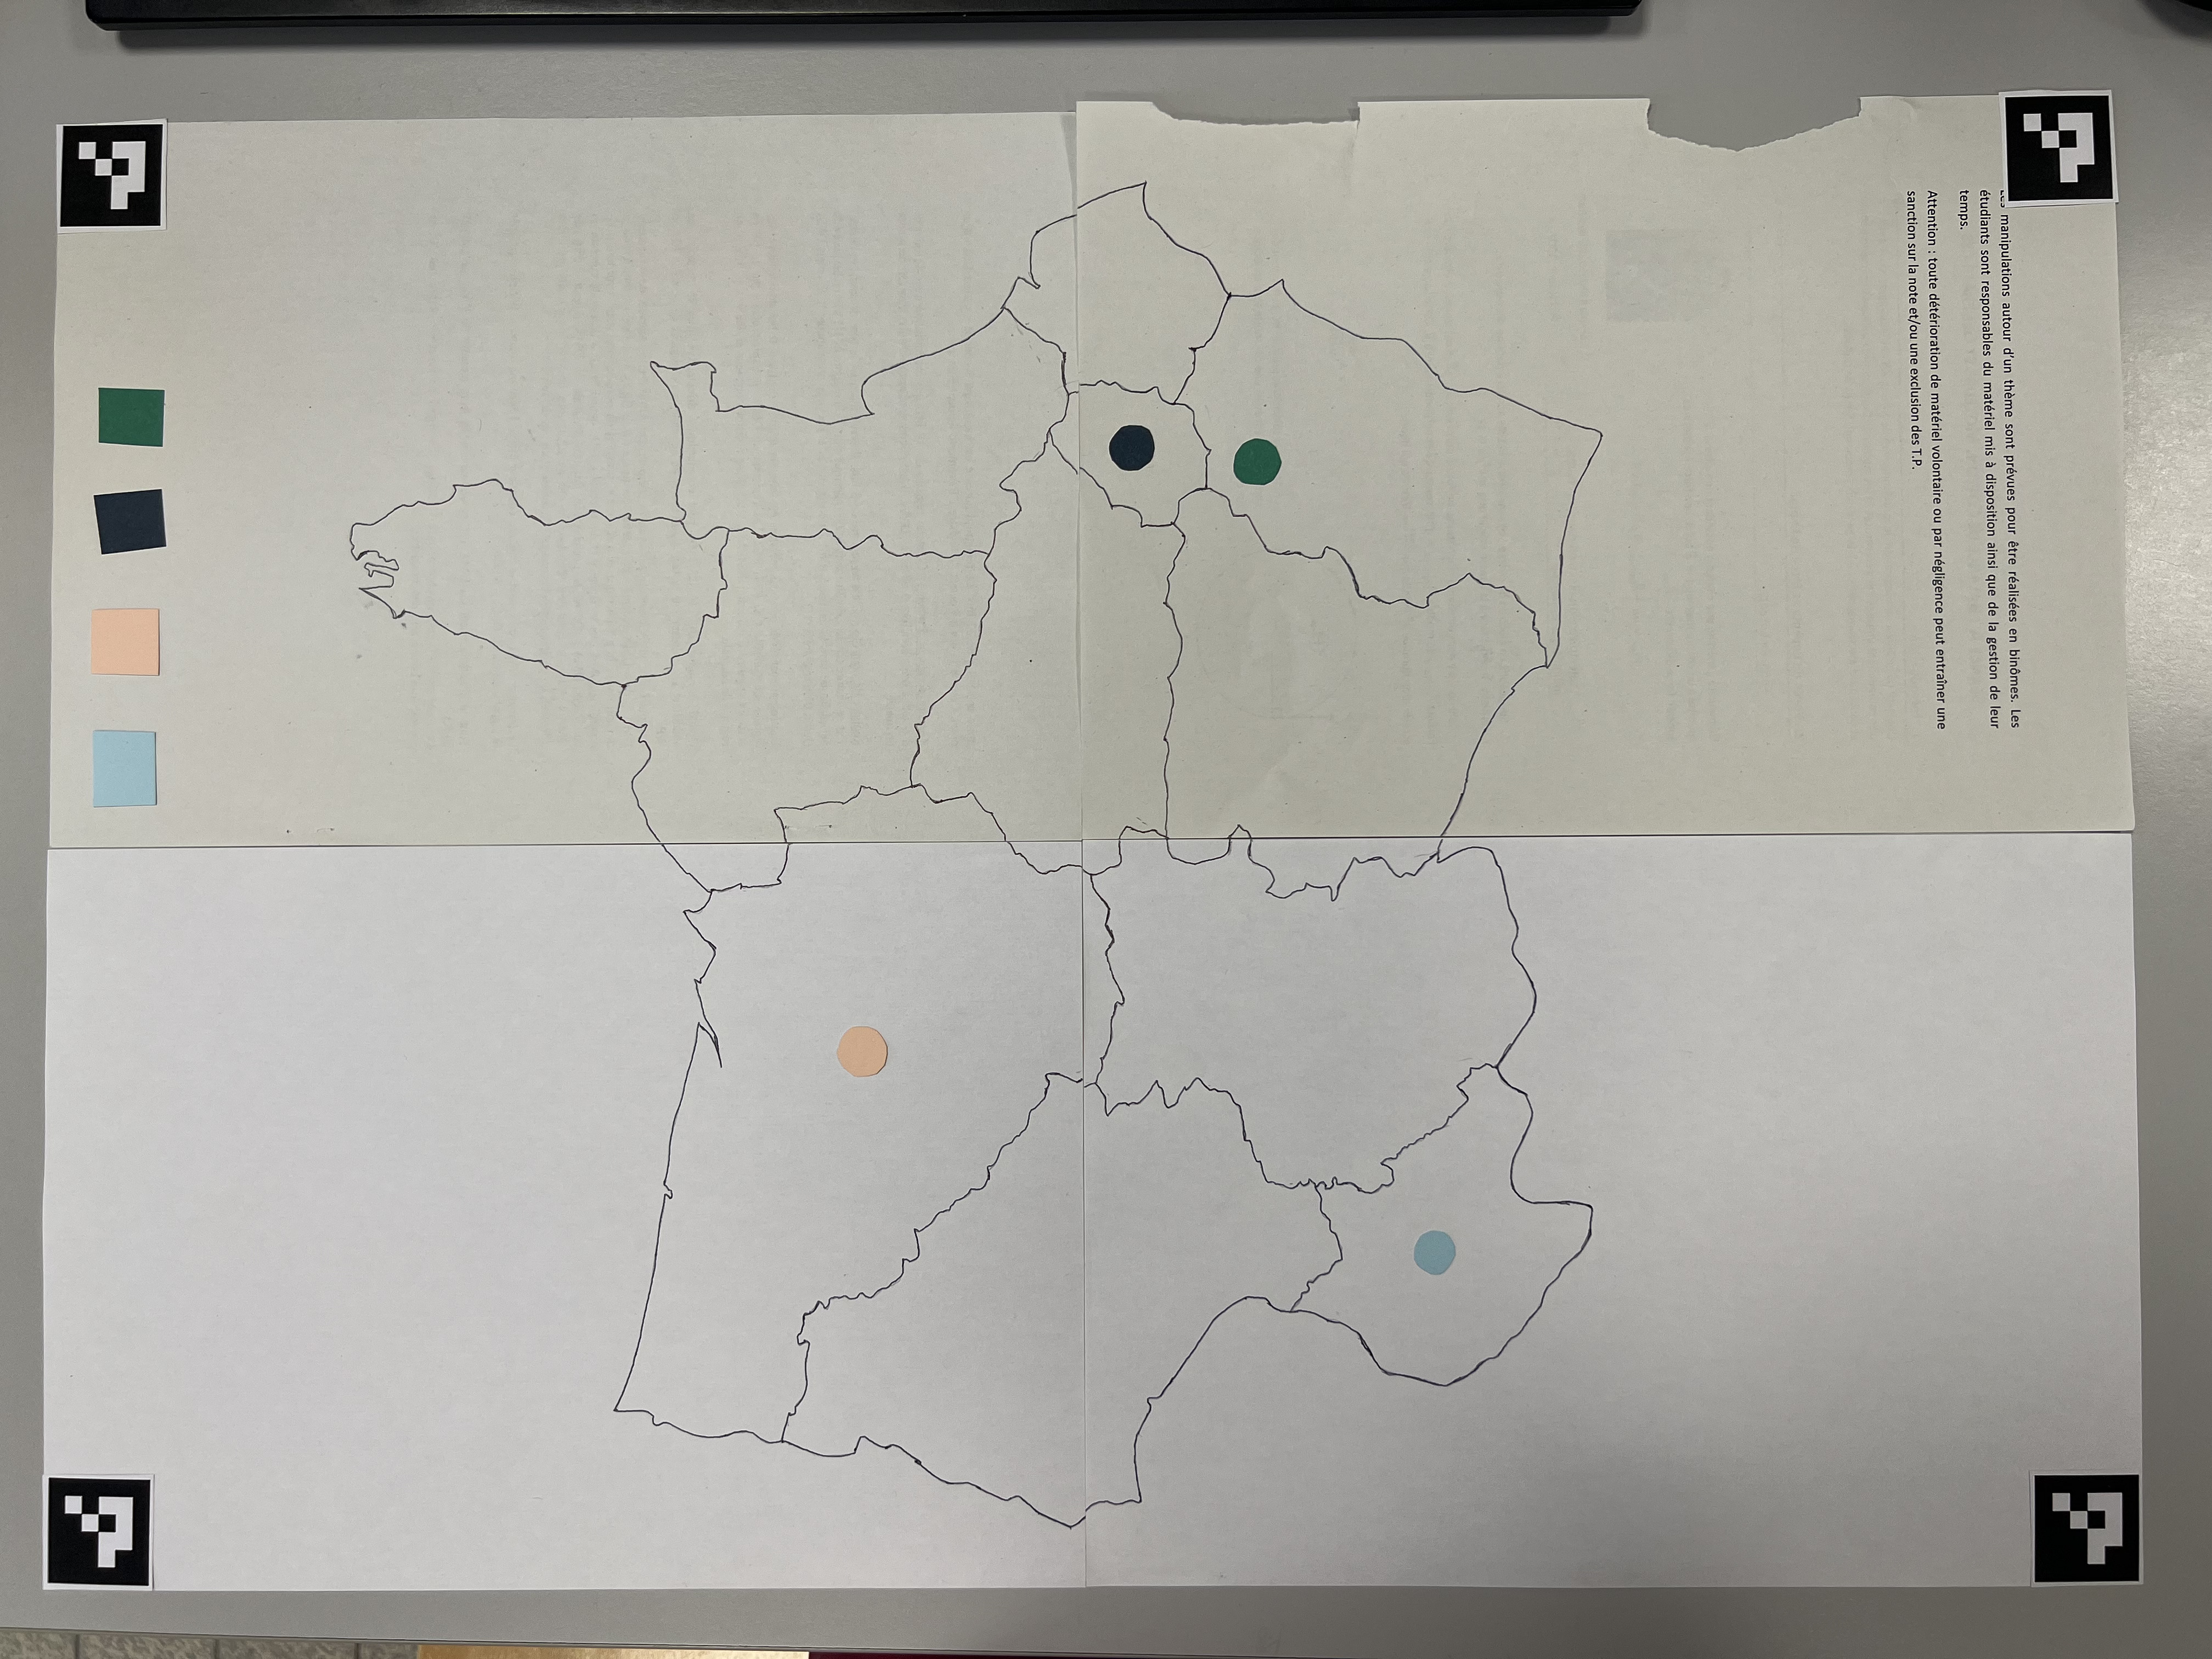 manipulations autour d'un thème sont prévues pour être réalisées en binômes. Les
étudiants sont responsables du matériel mis à disposition ainsi que de la gestion de leur
temps.
Attention : toute détérioration de matériel volontaire ou par négligence peut entraîner une
sanction sur la note et/ou une exclusion des T.P.